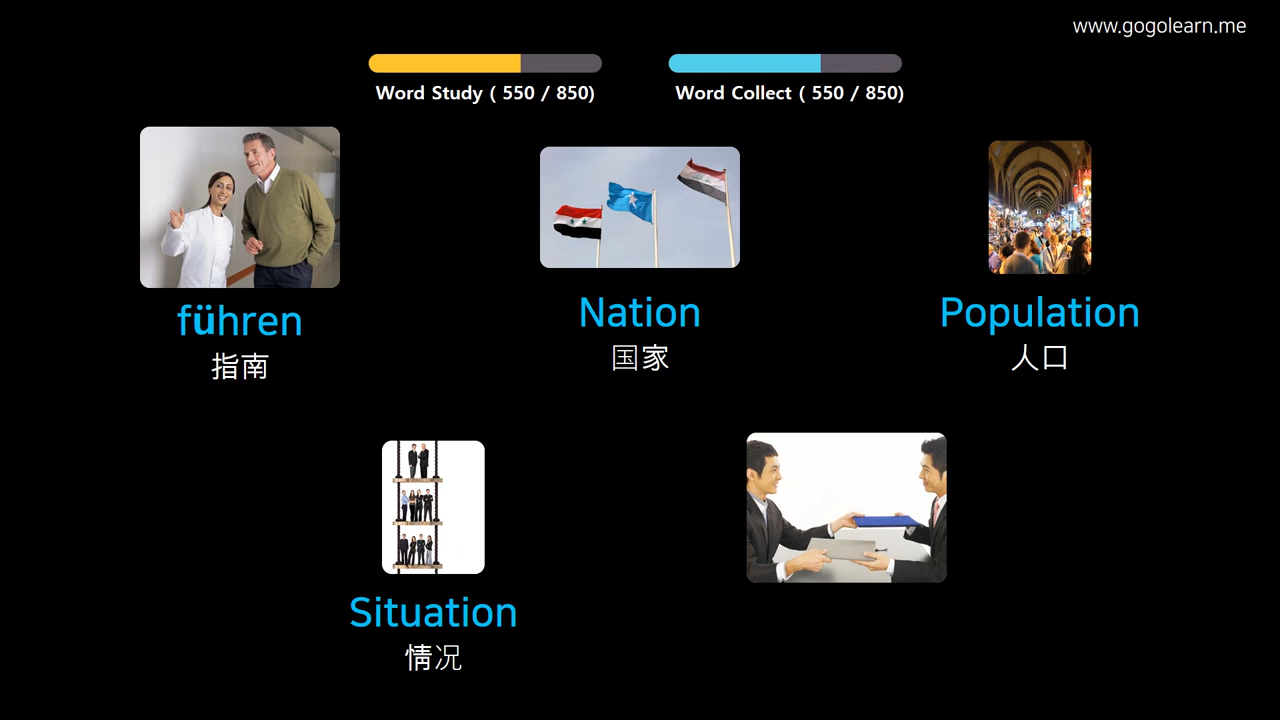 www.gogolearn.me
Word Study ( 550 / 850)
Word Collect ( 550 / 850)
führen
指南
Nation
国家
Population
人口
Situation
情况